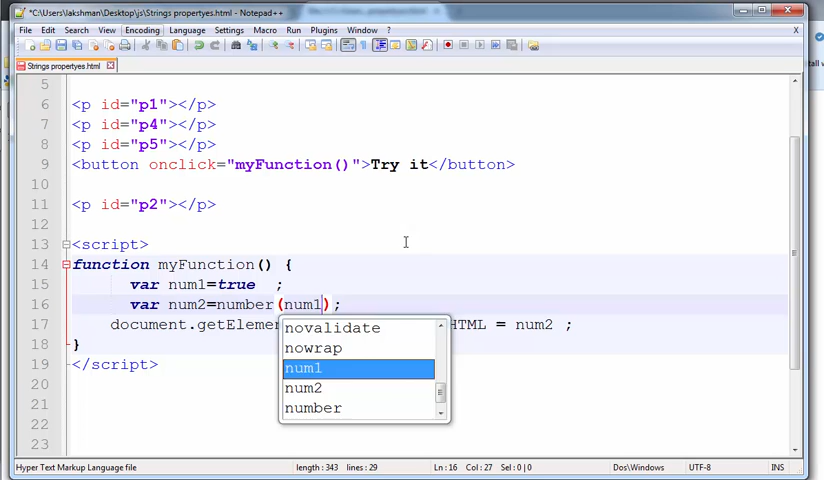 *C:\Users\lakshman\Desktop\js\Strings propertyes.html - Notepad++
File Edit Search View Encoding Language Settings Macro Run Plugins Window ? X
Strings propertyes.html
5
6 <p id="p1"></p>
7 <p id="p4"></p>
8 <p id="p5"></p>
9 <button onclick="myFunction()">Try it</button>
10
11 <p id="p2"></p>
12
13 <script>
14 function myFunction() {
15 var num1=true ;
16 var num2=number(num1);
17 document.getElemen HTML = num2 ;
18 }
19 </script>
20
21
22
23
novalidate
nowrap
num1
num2
number
Hyper Text Markup Language file length : 343 lines : 29 Ln : 16 Col : 27 Sel : 0 | 0 Dos\Windows UTF-8 INS